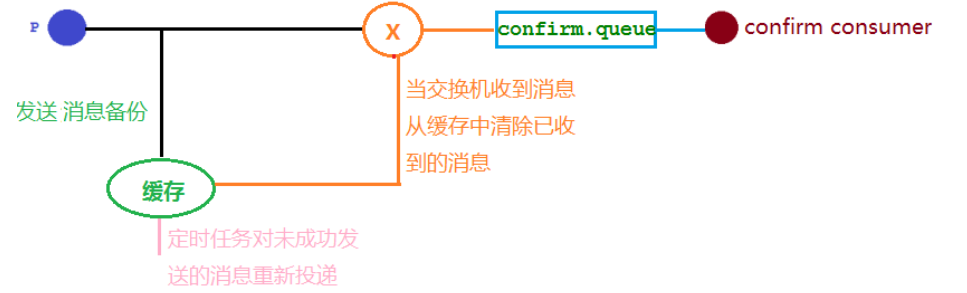 P
X
confirm.queue
confirm consumer
发送 消息备份
当交换机收到消息
从缓存中清除已收
到的消息
缓存
定时任务对未成功发
送的消息重新投递